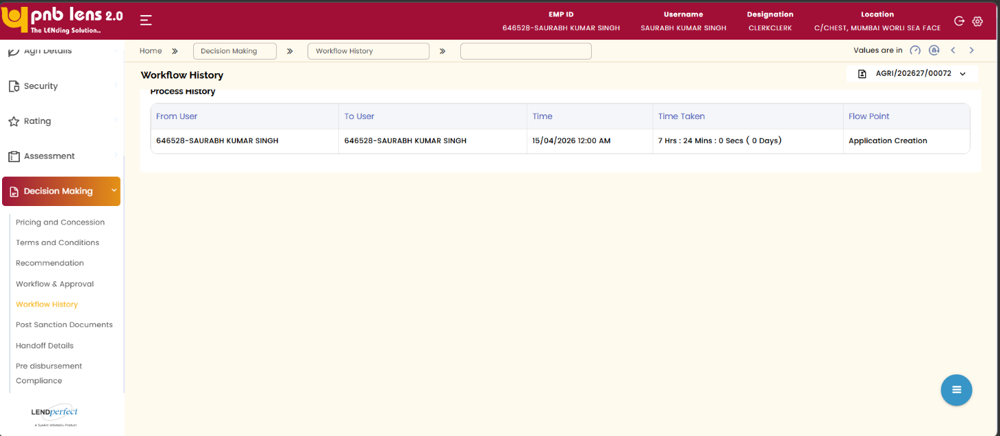 pnb lens 2.0
The LENding Solution..
EMP ID
646528-SAURABH KUMAR SINGH
Username
SAURABH KUMAR SINGH
Designation
CLERKCLERK
Location
C/CHEST, MUMBAI WORLI SEA FACE
Home » Decision Making » Workflow History »
Values are in
Workflow History
AGRI/202627/00072
Process History
From User To User Time Time Taken Flow Point
646528-SAURABH KUMAR SINGH 646528-SAURABH KUMAR SINGH 15/04/2026 12:00 AM 7 Hrs : 24 Mins : 0 Secs ( 0 Days) Application Creation
Agri Details
Security
Rating
Assessment
Decision Making
Pricing and Concession
Terms and Conditions
Recommendation
Workflow & Approval
Workflow History
Post Sanction Documents
Handoff Details
Pre disbursement
Compliance
LENDperfect